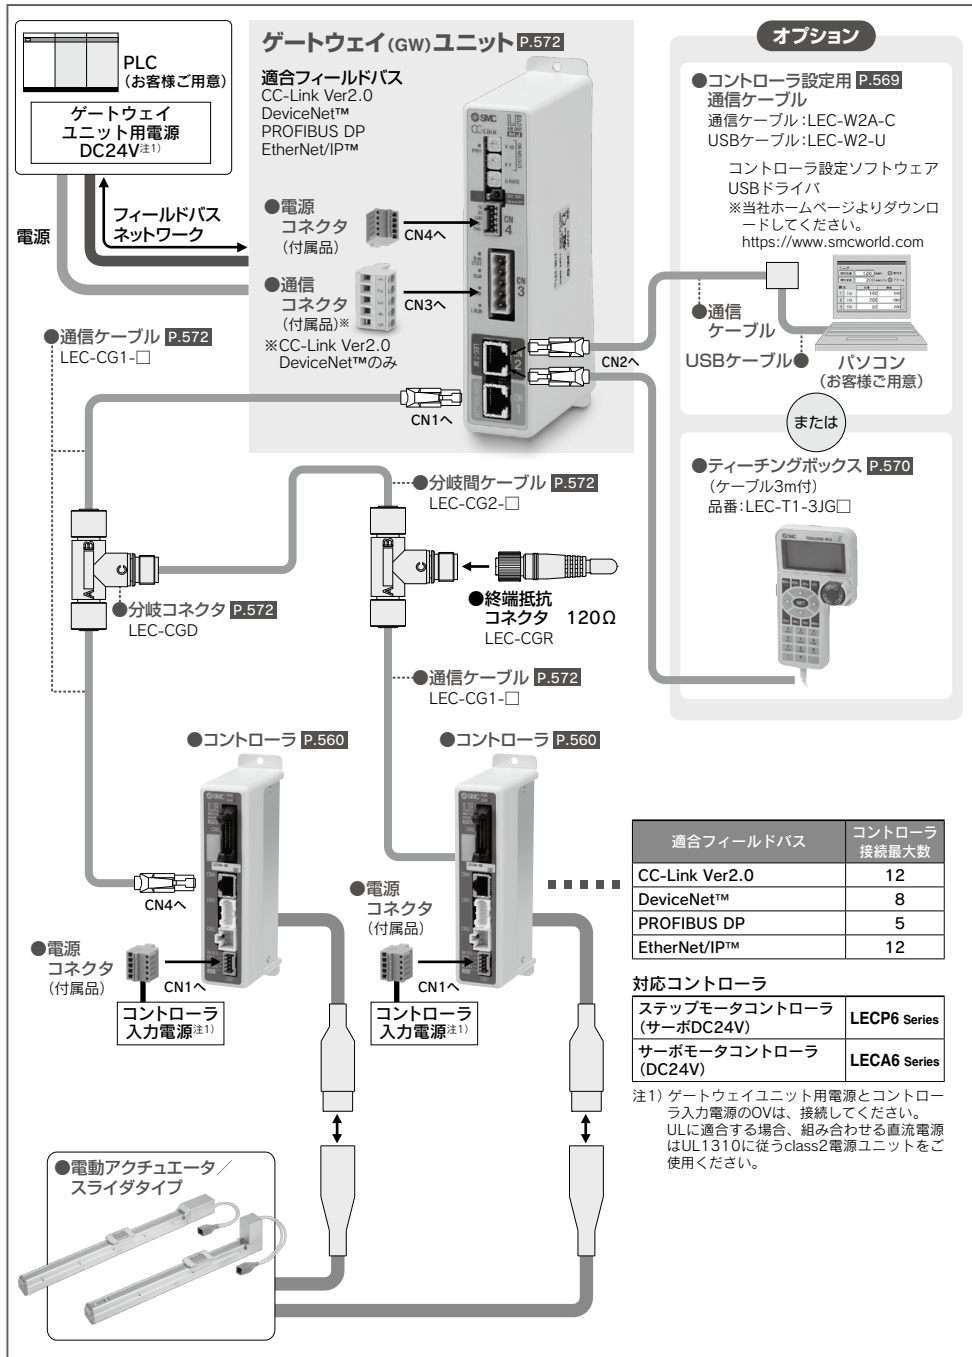 PLC
(お客様ご用意)
ゲートウェイ
ユニット用電源
DC24V注1)
電源
フィールドバス
ネットワーク
ゲートウェイ(GW)ユニット P.572
適合フィールドバス
CC-Link Ver2.0
DeviceNet™
PROFIBUS DP
EtherNet/IP™
●電源
コネクタ
(付属品)
CN4へ
●通信
コネクタ
(付属品)※
CN3へ
※CC-Link Ver2.0
DeviceNet™のみ
SMC
CC-Link
CN
4
CN
3
CN2へ
CN1へ
オプション
●コントローラ設定用 P.569
通信ケーブル
通信ケーブル:LEC-W2A-C
USBケーブル:LEC-W2-U
コントローラ設定ソフトウェア
USBドライバ
※当社ホームページよりダウンロ
ードしてください。
https://www.smcworld.com
●通信
ケーブル
USBケーブル●
パソコン
(お客様ご用意)
または
●ティーチングボックス P.570
(ケーブル3m付)
品番:LEC-T1-3JG□
●通信ケーブル P.572
LEC-CG1-□
●分岐間ケーブル P.572
LEC-CG2-□
A
B
C
A
B
C
●分岐コネクタ P.572
LEC-CGD
●終端抵抗
コネクタ 120Ω
LEC-CGR
●通信ケーブル P.572
LEC-CG1-□
●コントローラ P.560
●コントローラ P.560
CN4へ
●電源
コネクタ
(付属品)
CN1へ
コントローラ
入力電源注1)
●電源
コネクタ
(付属品)
CN1へ
コントローラ
入力電源注1)
●電動アクチュエータ/
スライダタイプ
適合フィールドバス コントローラ
接続最大数
CC-Link Ver2.0 12
DeviceNet™ 8
PROFIBUS DP 5
EtherNet/IP™ 12
対応コントローラ
ステップモータコントローラ
(サーボDC24V) LECP6 Series
サーボモータコントローラ
(DC24V) LECA6 Series
注1) ゲートウェイユニット用電源とコントロー
ラ入力電源のOVは、接続してください。
ULに適合する場合、組み合わせる直流電源
はUL1310に従うclass2電源ユニットをご
使用ください。